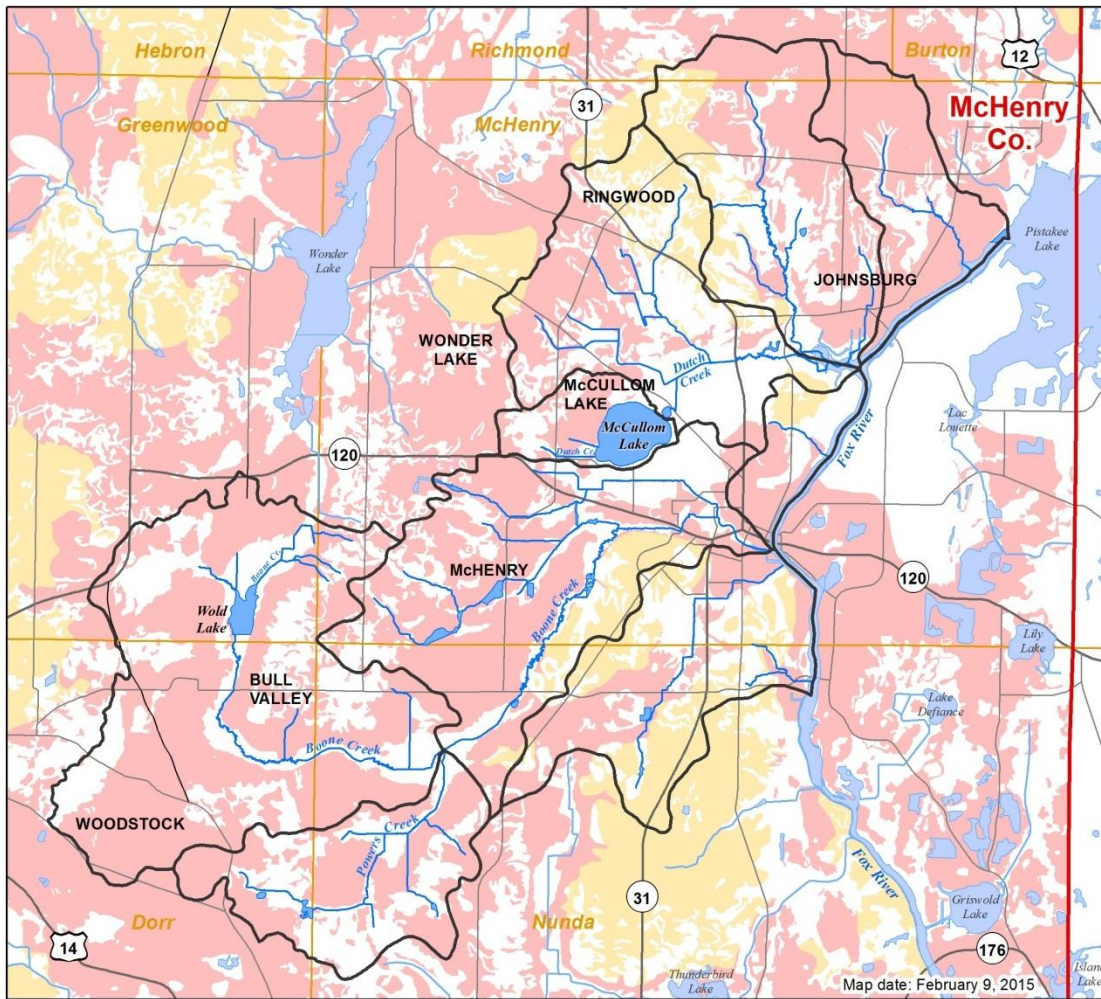 Hebron
Richmond
Burton
12
31
McHenry
Co.
Greenwood
McHenry
RINGWOOD
Pistakee
Lake
Wonder
Lake
JOHNSBURG
WONDER
LAKE
Dutch
Creek
McCULLOM
LAKE
McCullom
Lake
Lac
Louette
Fox River
120
Dutch Cr.
McHENRY
Boone Cr.
120
Wold
Lake
Boone Creek
Lily
Lake
BULL
VALLEY
Lake
Defiance
Boone Creek
WOODSTOCK
Powers Creek
Fox River
31
Griswold
Lake
Dorr
Nunda
14
176
Thunderbird
Lake
Island
Lake
Map date: February 9, 2015